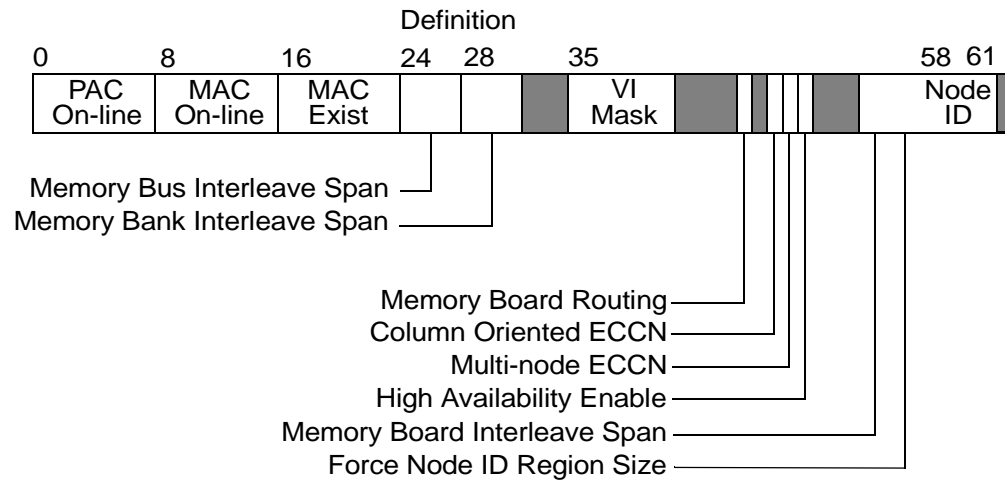 Definition
0 8 16 24 28 35 58 61
PAC On-line MAC On-line MAC Exist VI Mask Node ID
Memory Bus Interleave Span
Memory Bank Interleave Span
Memory Board Routing
Column Oriented ECCN
Multi-node ECCN
High Availability Enable
Memory Board Interleave Span
Force Node ID Region Size